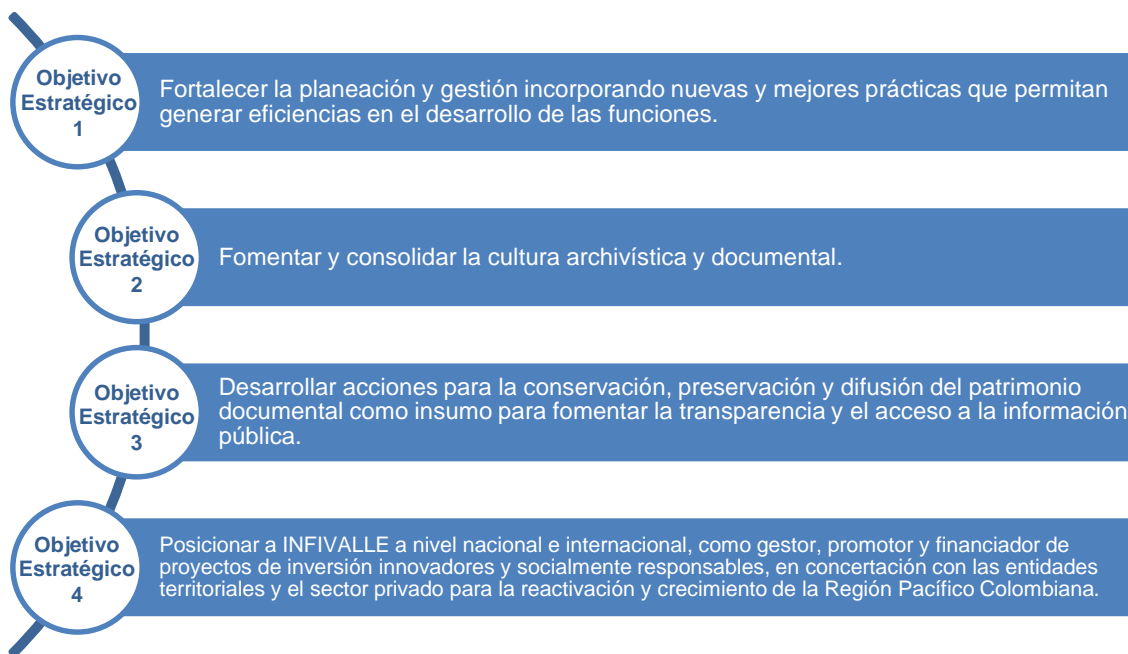 Objetivo
Estratégico
1
Fortalecer la planeación y gestión incorporando nuevas y mejores prácticas que permitan
generar eficiencias en el desarrollo de las funciones.
Objetivo
Estratégico
2
Fomentar y consolidar la cultura archivística y documental.
Objetivo
Estratégico
3
Desarrollar acciones para la conservación, preservación y difusión del patrimonio
documental como insumo para fomentar la transparencia y el acceso a la información
pública.
Objetivo
Estratégico
4
Posicionar a INFIVALLE a nivel nacional e internacional, como gestor, promotor y financiador de
proyectos de inversión innovadores y socialmente responsables, en concertación con las entidades
territoriales y el sector privado para la reactivación y crecimiento de la Región Pacífico Colombiana.